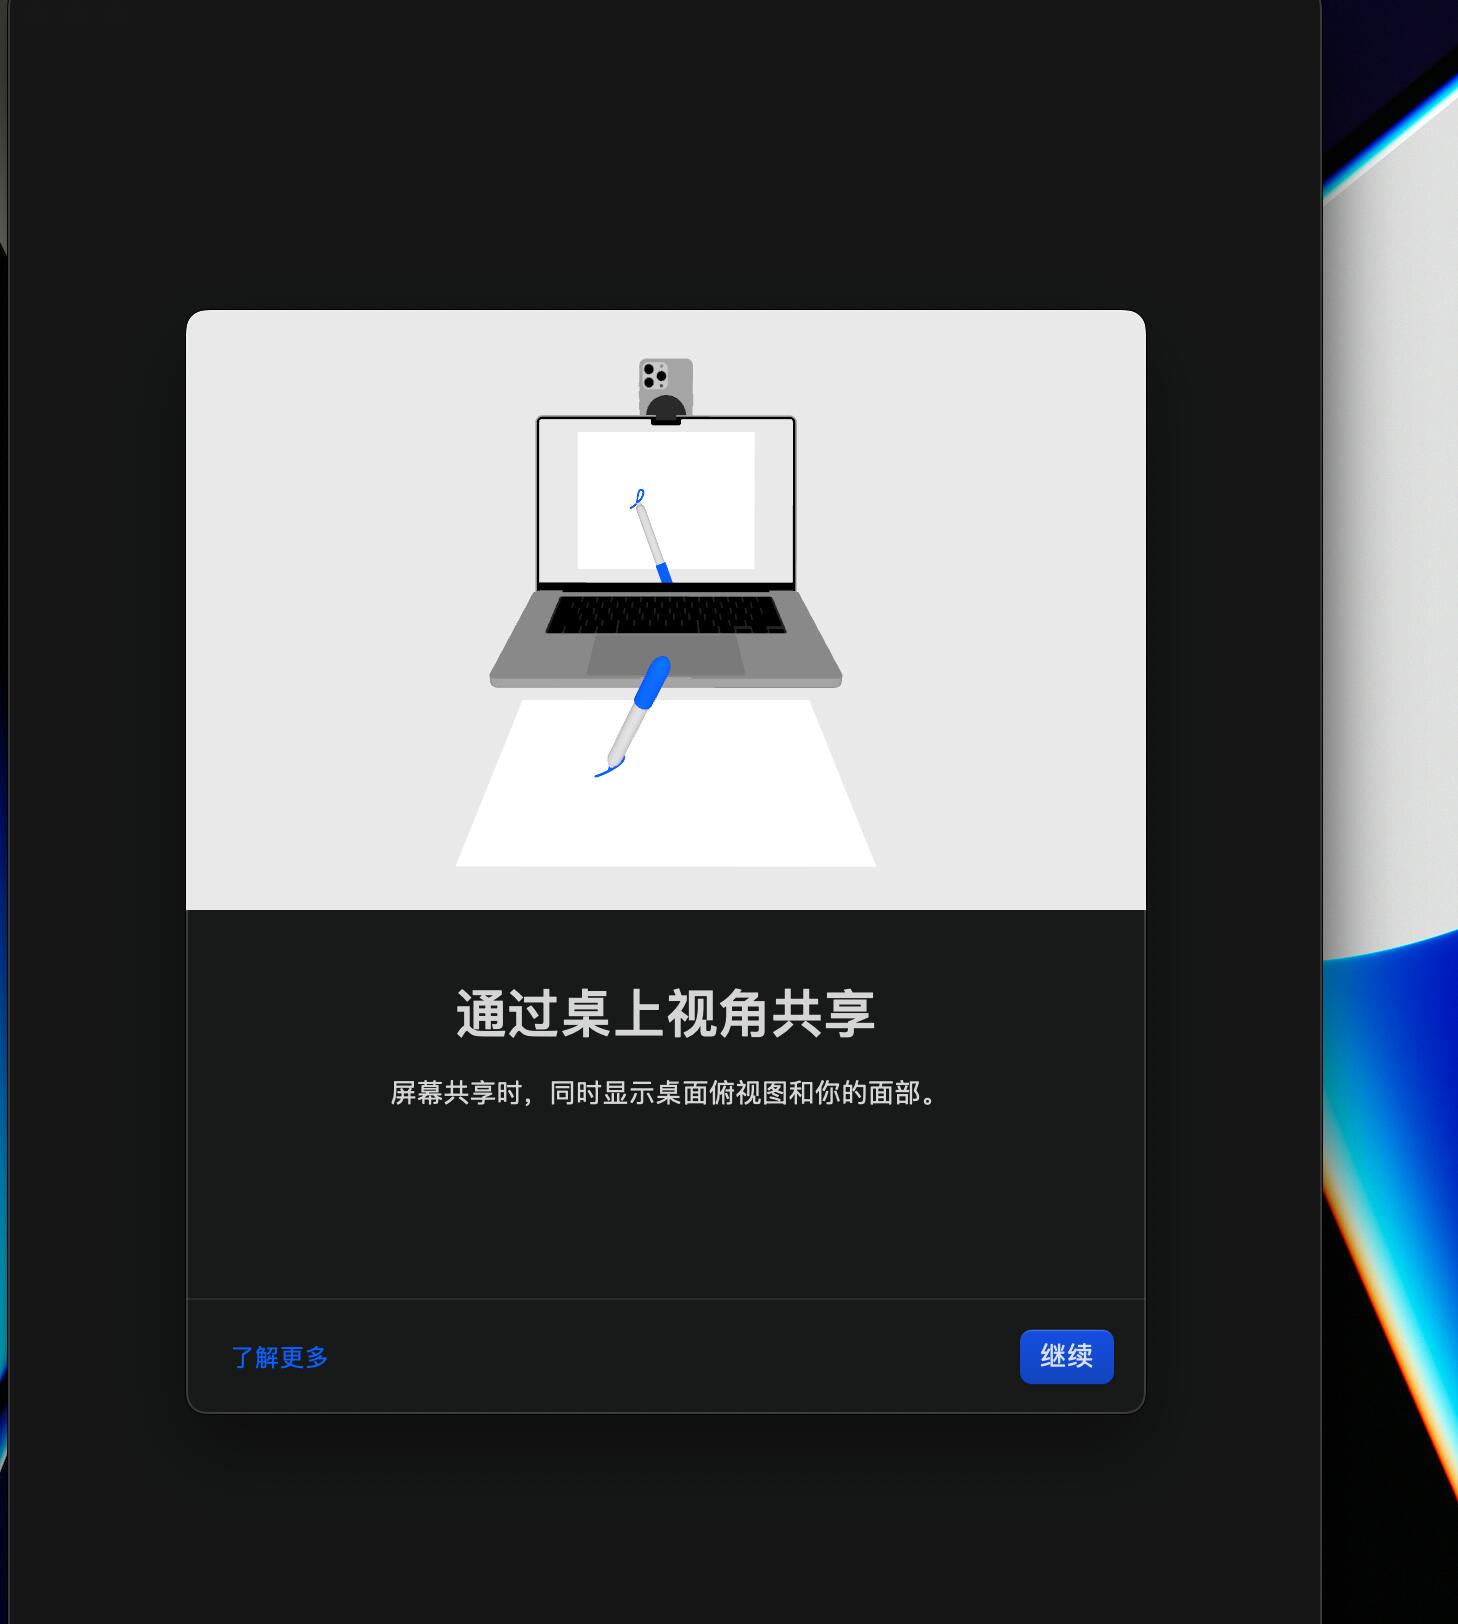 通过桌上视角共享
屏幕共享时，同时显示桌面俯视图和你的面部。
了解更多
继续